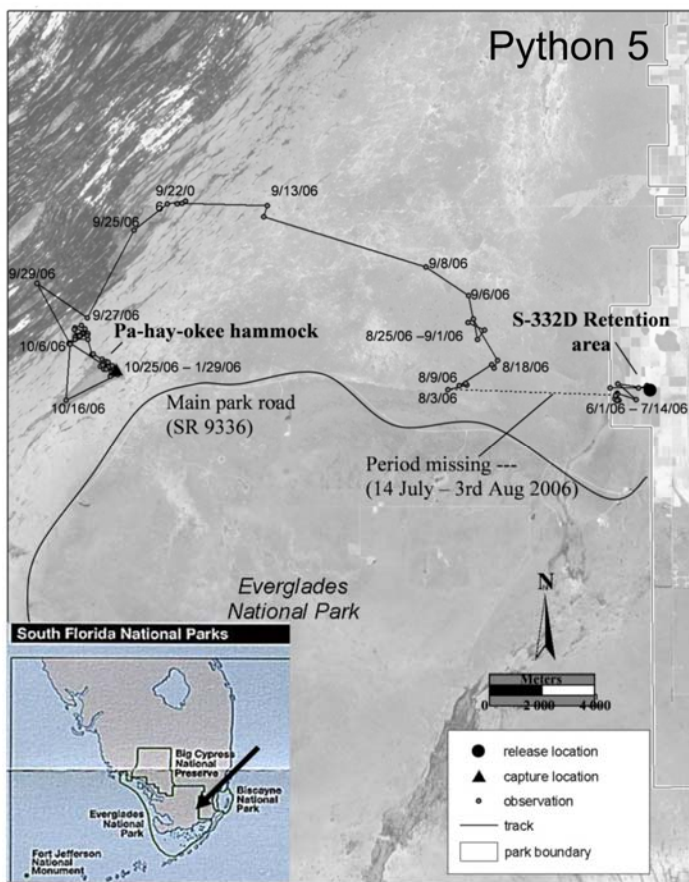 Python 5
9/22/0
6
9/13/06
9/25/06
9/8/06
9/29/06
9/6/06
9/27/06
S-332D Retention
area
Pa-hay-okee hammock
8/25/06 –9/1/06
10/6/06
10/25/06 – 1/29/06
8/18/06
8/9/06
8/3/06
10/16/06
6/1/06 – 7/14/06
Main park road
(SR 9336)
Period missing ---
(14 July – 3rd Aug 2006)
Everglades
National Park
N
Meters
0 2 000 4 000
South Florida National Parks
Big Cypress
National
Preserve
Biscayne
National
Park
Everglades
National
Park
Fort Jefferson
National
Monument
release location
capture location
observation
track
park boundary